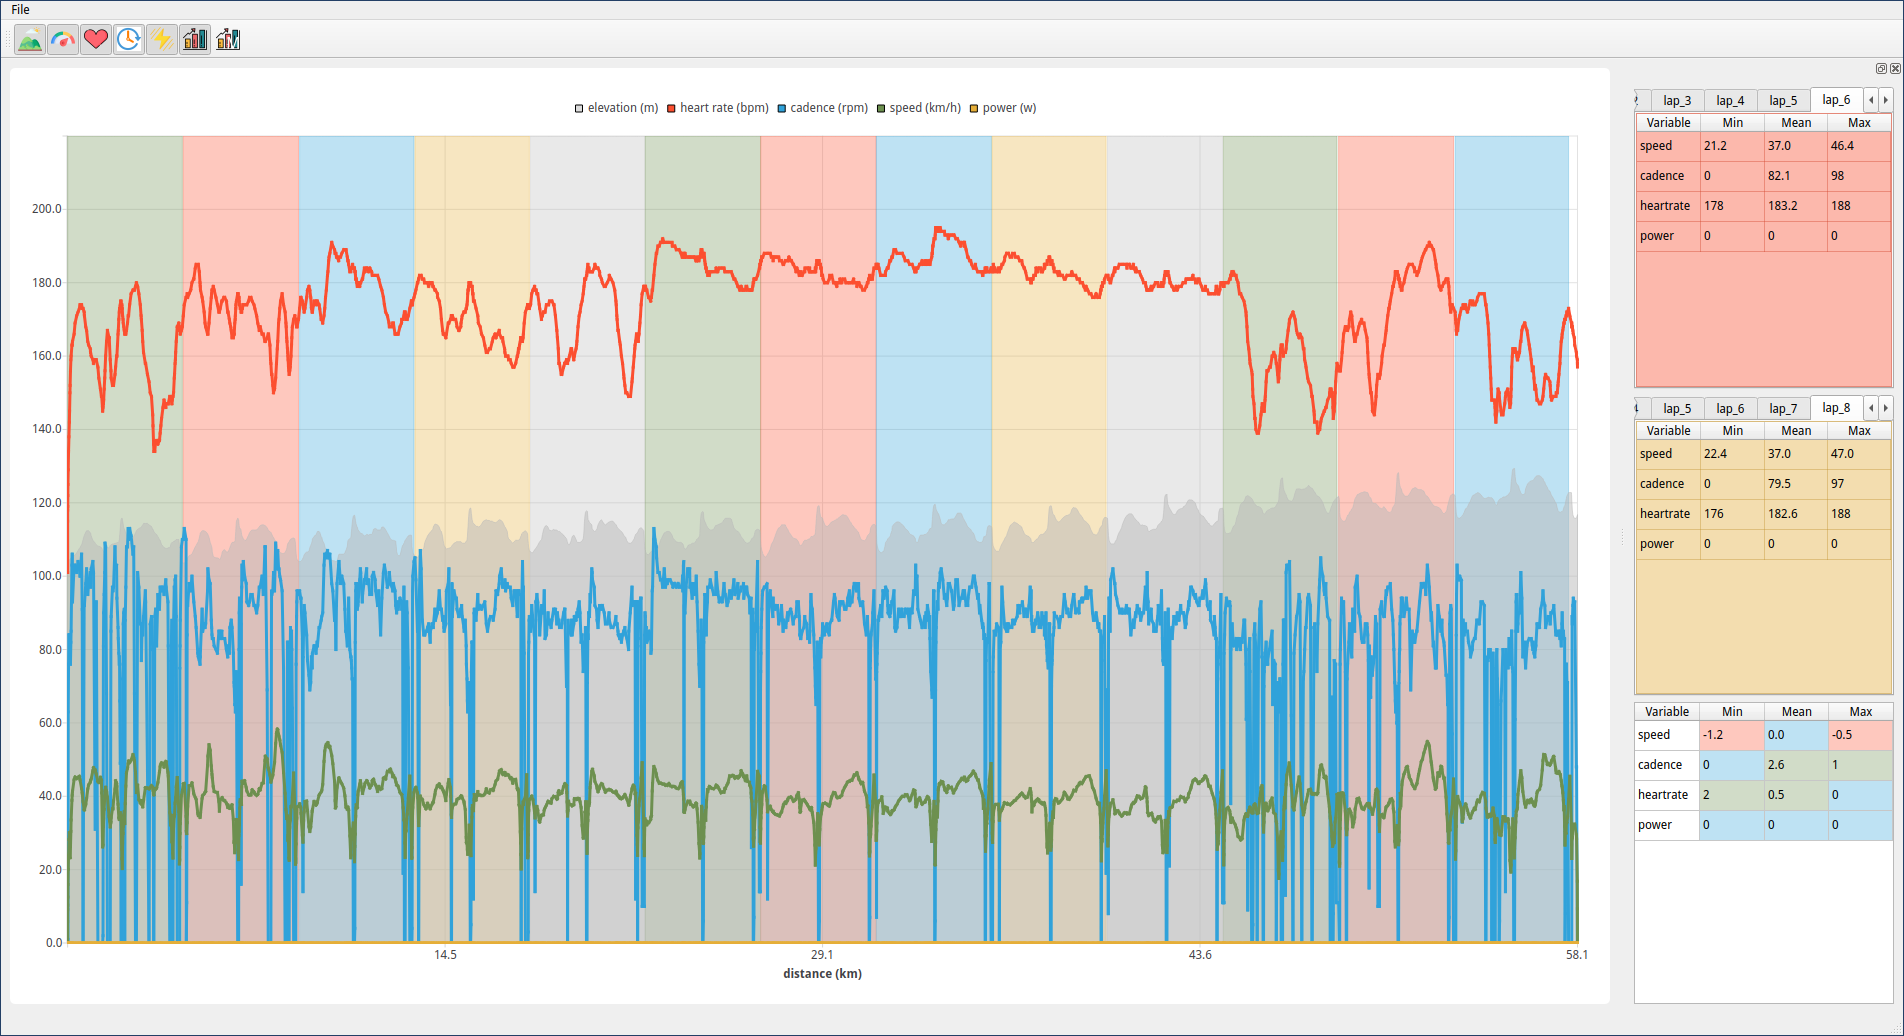 File
elevation (m) heart rate (bpm) cadence (rpm) speed (km/h) power (w)
200.0
180.0
160.0
140.0
120.0
100.0
80.0
60.0
40.0
20.0
0.0
14.5 29.1 43.6 58.1
distance (km)
lap_3 lap_4 lap_5 lap_6
Variable Min Mean Max
speed 21.2 37.0 46.4
cadence 0 82.1 98
heartrate 178 183.2 188
power 0 0 0
lap_5 lap_6 lap_7 lap_8
Variable Min Mean Max
speed 22.4 37.0 47.0
cadence 0 79.5 97
heartrate 176 182.6 188
power 0 0 0
Variable Min Mean Max
speed -1.2 0.0 -0.5
cadence 0 2.6 1
heartrate 2 0.5 0
power 0 0 0